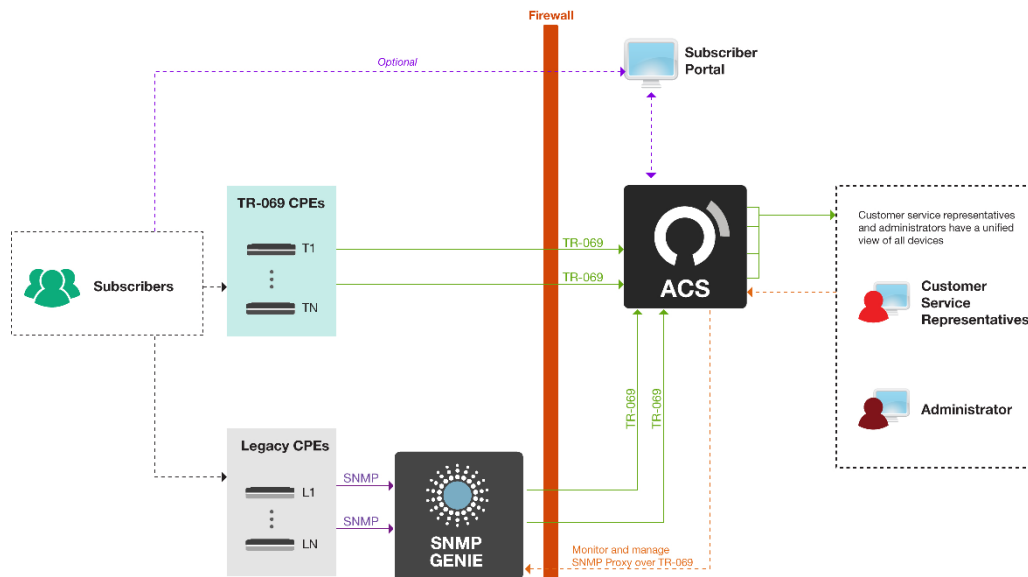 Firewall
Optional
Subscriber
Portal
TR-069 CPEs
T1
TN
TR-069
TR-069
ACS
Customer service representatives
and administrators have a unified
view of all devices
Subscribers
Customer
Service
Representatives
Administrator
TR-069
TR-069
Legacy CPEs
L1
LN
SNMP
SNMP
SNMP
GENIE
Monitor and manage
SNMP Proxy over TR-069